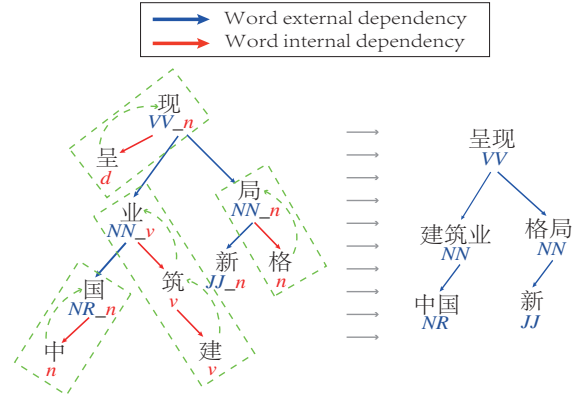 Word external dependency
Word internal dependency
现
VV_n
呈
d
业
NN_v
局
NN_n
国
NR_n
筑
v
新
JJ_n
格
n
中
n
建
v
呈现
VV
建筑业
NN
格局
NN
中国
NR
新
JJ